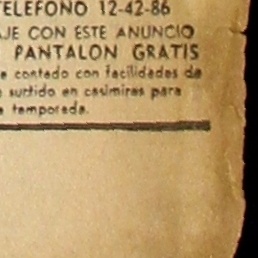 TELEFONO 12-42-86
AJE CON ESTE ANUNCIO
PANTALON GRATIS
e contado con facilidades de
surtido en casimires para
temporada.